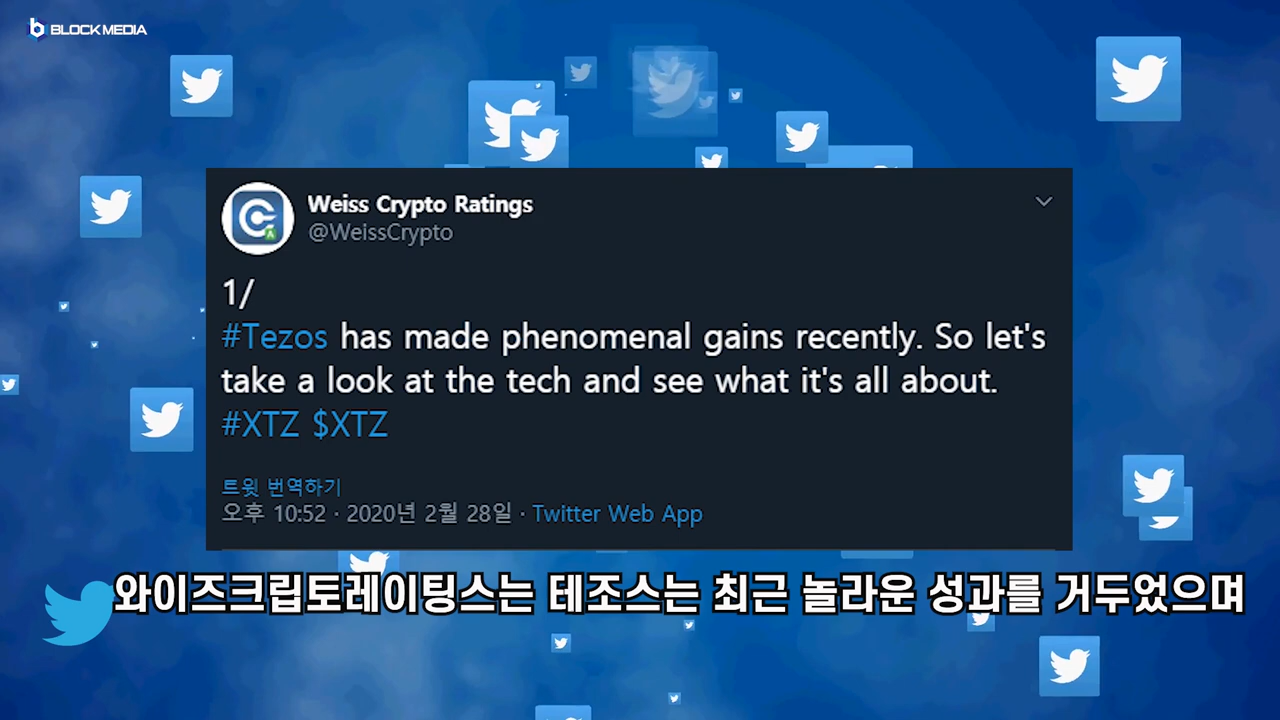 BLOCK MEDIA
Weiss Crypto Ratings
@WeissCrypto
1/
#Tezos has made phenomenal gains recently. So let's
take a look at the tech and see what it's all about.
#XTZ $XTZ
트윗 번역하기
오후 10:52 · 2020년 2월 28일 · Twitter Web App
와이즈크립토레이팅스는 테조스는 최근 놀라운 성과를 거두었으며